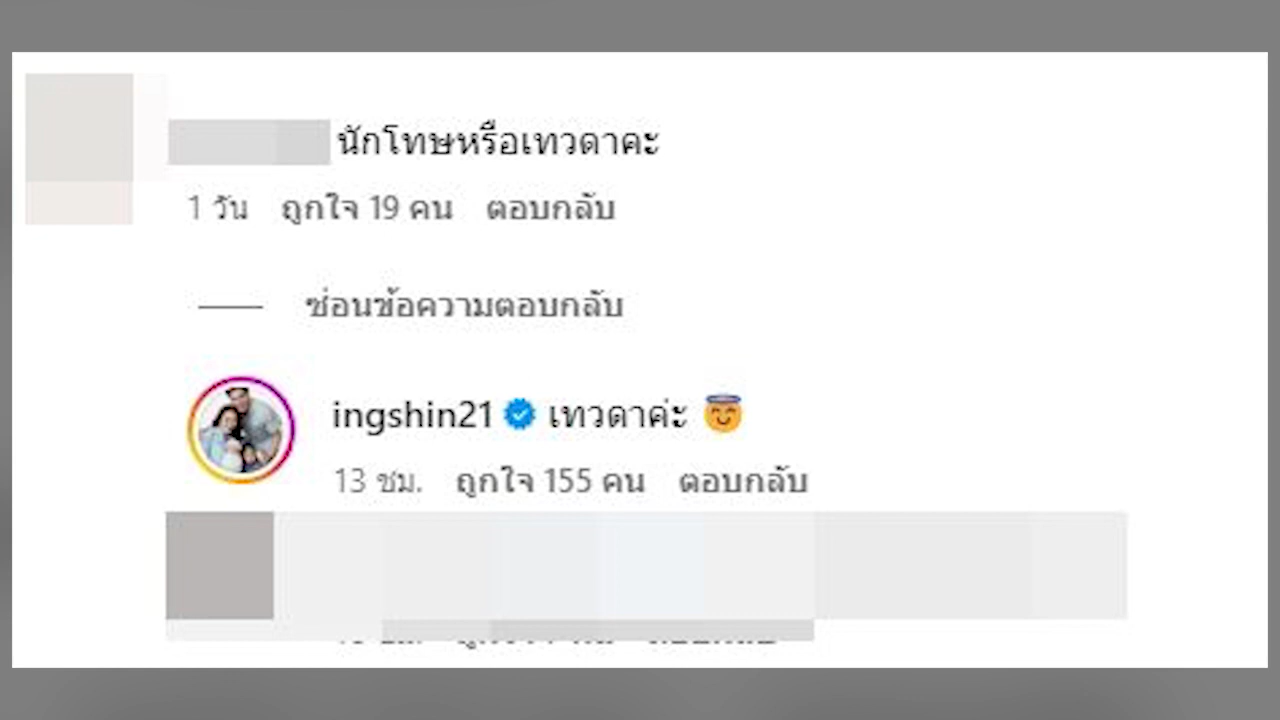 นักโทษหรือเทวดาคะ
1 วัน ถูกใจ 19 คน ตอบกลับ
ซ่อนข้อความตอบกลับ
ingshin21 เทวดาค่ะ 😇
13 ชม. ถูกใจ 155 คน ตอบกลับ